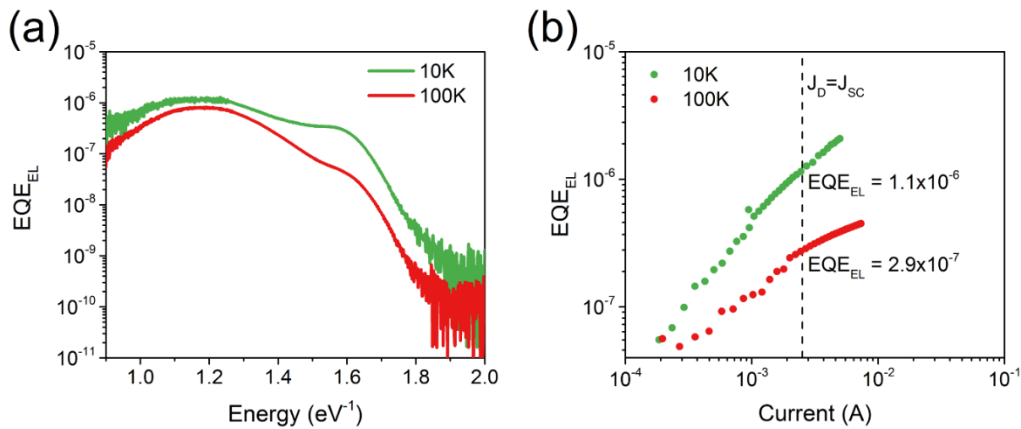 (a)
10⁻⁵
10⁻⁶
10⁻⁷
10⁻⁸
10⁻⁹
10⁻¹⁰
10⁻¹¹
EQE_EL
10K
100K
1.0 1.2 1.4 1.6 1.8 2.0
Energy (eV⁻¹)
(b)
10⁻⁵
10⁻⁶
10⁻⁷
EQE_EL
10K
100K
J_D=J_SC
EQE_EL = 1.1x10⁻⁶
EQE_EL = 2.9x10⁻⁷
10⁻⁴ 10⁻³ 10⁻² 10⁻¹
Current (A)